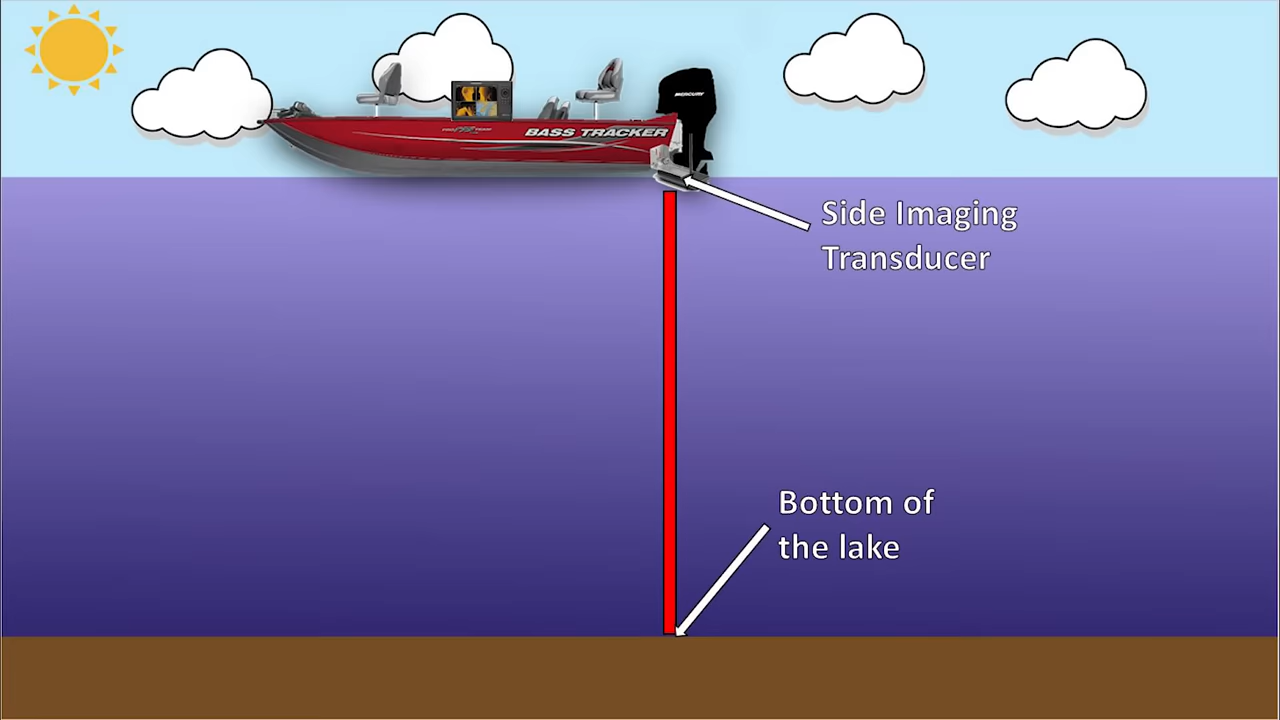 MERCURY
BASS TRACKER
Side Imaging
Transducer
Bottom of
the lake